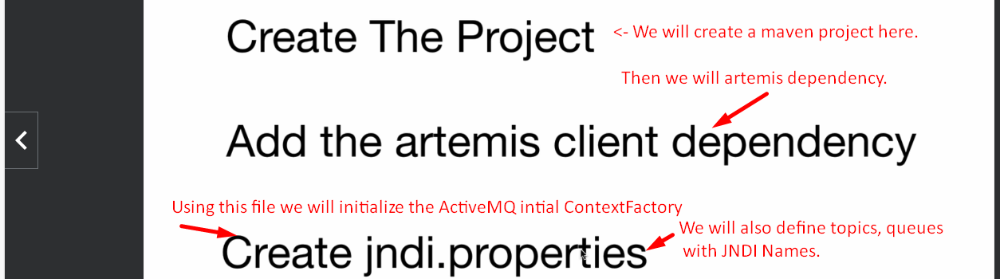 Create The Project <- We will create a maven project here.
Then we will artemis dependency.
Add the artemis client dependency
Using this file we will initialize the ActiveMQ intial ContextFactory
We will also define topics, queues
with JNDI Names.
Create jndi.properties